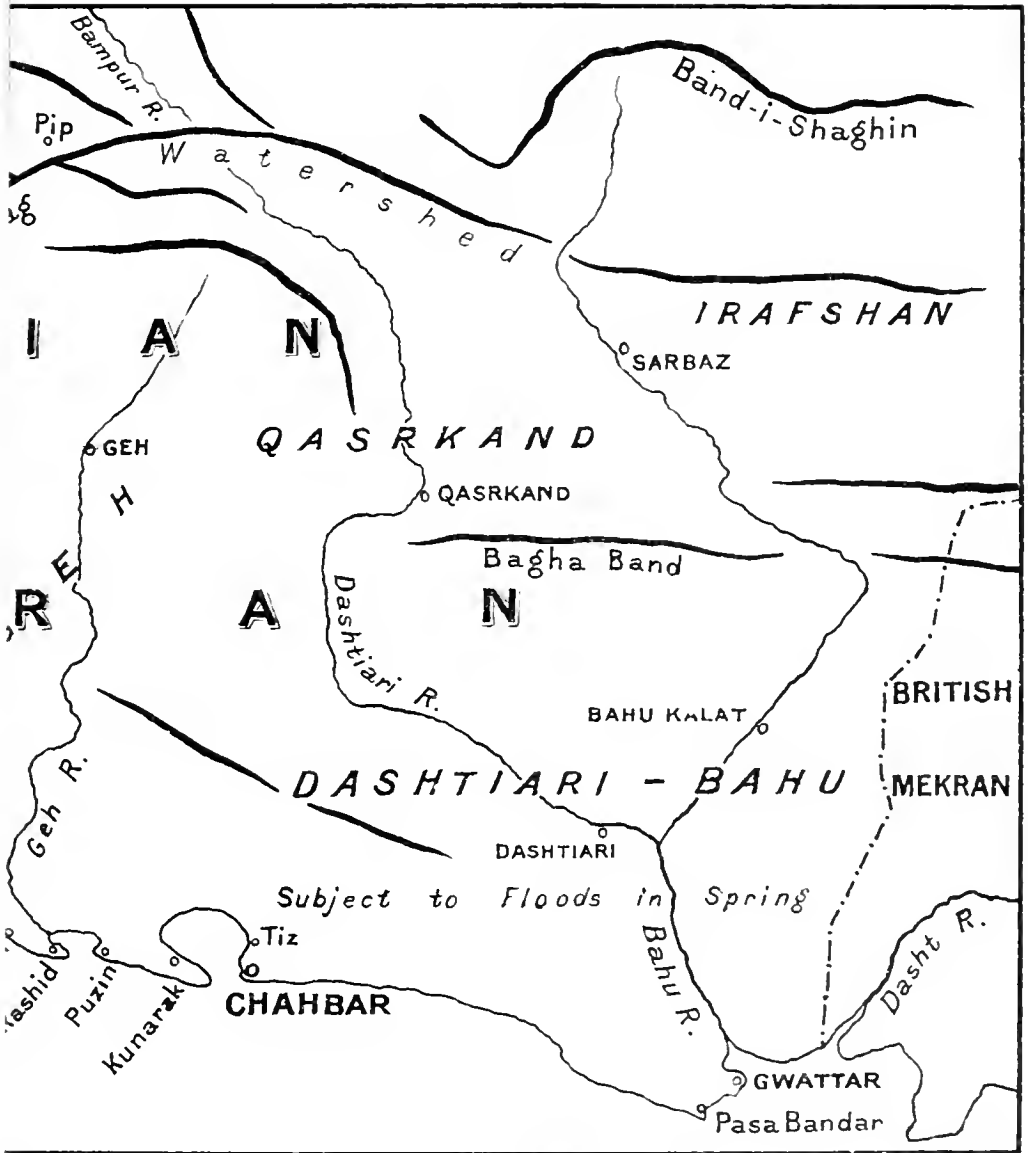 Bampur R.
Band-i-Shaghin
Pip
Watershed
IRAFSHAN
I A N
SARBAZ
QASRKAND
GEH
QASRKAND
E H
Bagha Band
R A N
Dashtiari R.
BRITISH
BAHU KALAT
Geh R.
DASHTIARI - BAHU
MEKRAN
DASHTIARI
Subject to Floods in Spring
Tiz
Bahu R.
Dasht R.
Puzin
Kunarak
CHAHBAR
GWATTAR
Pasa Bandar